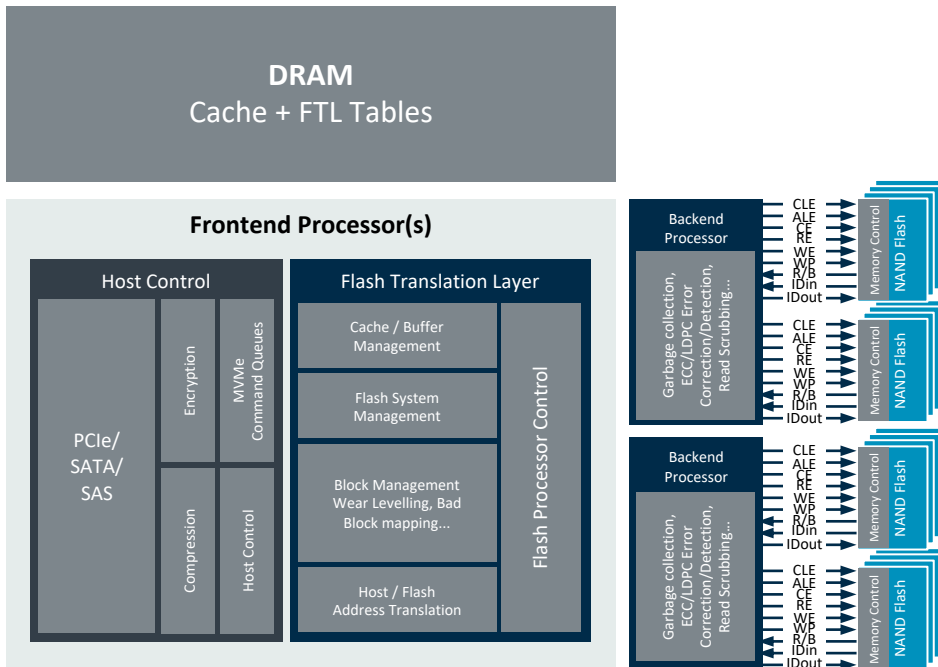 DRAM
Cache + FTL Tables
Frontend Processor(s)
Host Control
PCIe/
SATA/
SAS
Encryption
MVMe
Command Queues
Compression
Host Control
Flash Translation Layer
Cache / Buffer
Management
Flash System
Management
Block Management
Wear Levelling, Bad
Block mapping...
Host / Flash
Address Translation
Flash Processor Control
Backend
Processor
Garbage collection,
ECC/LDPC Error
Correction/Detection,
Read Scrubbing...
CLE
ALE
CE
RE
WE
WP
R/B
IDin
IDout
Memory Control
NAND Flash
CLE
ALE
CE
RE
WE
WP
R/B
IDin
IDout
Memory Control
NAND Flash
Backend
Processor
Garbage collection,
ECC/LDPC Error
Correction/Detection,
Read Scrubbing...
CLE
ALE
CE
RE
WE
WP
R/B
IDin
IDout
Memory Control
NAND Flash
CLE
ALE
CE
RE
WE
WP
R/B
IDin
IDout
Memory Control
NAND Flash